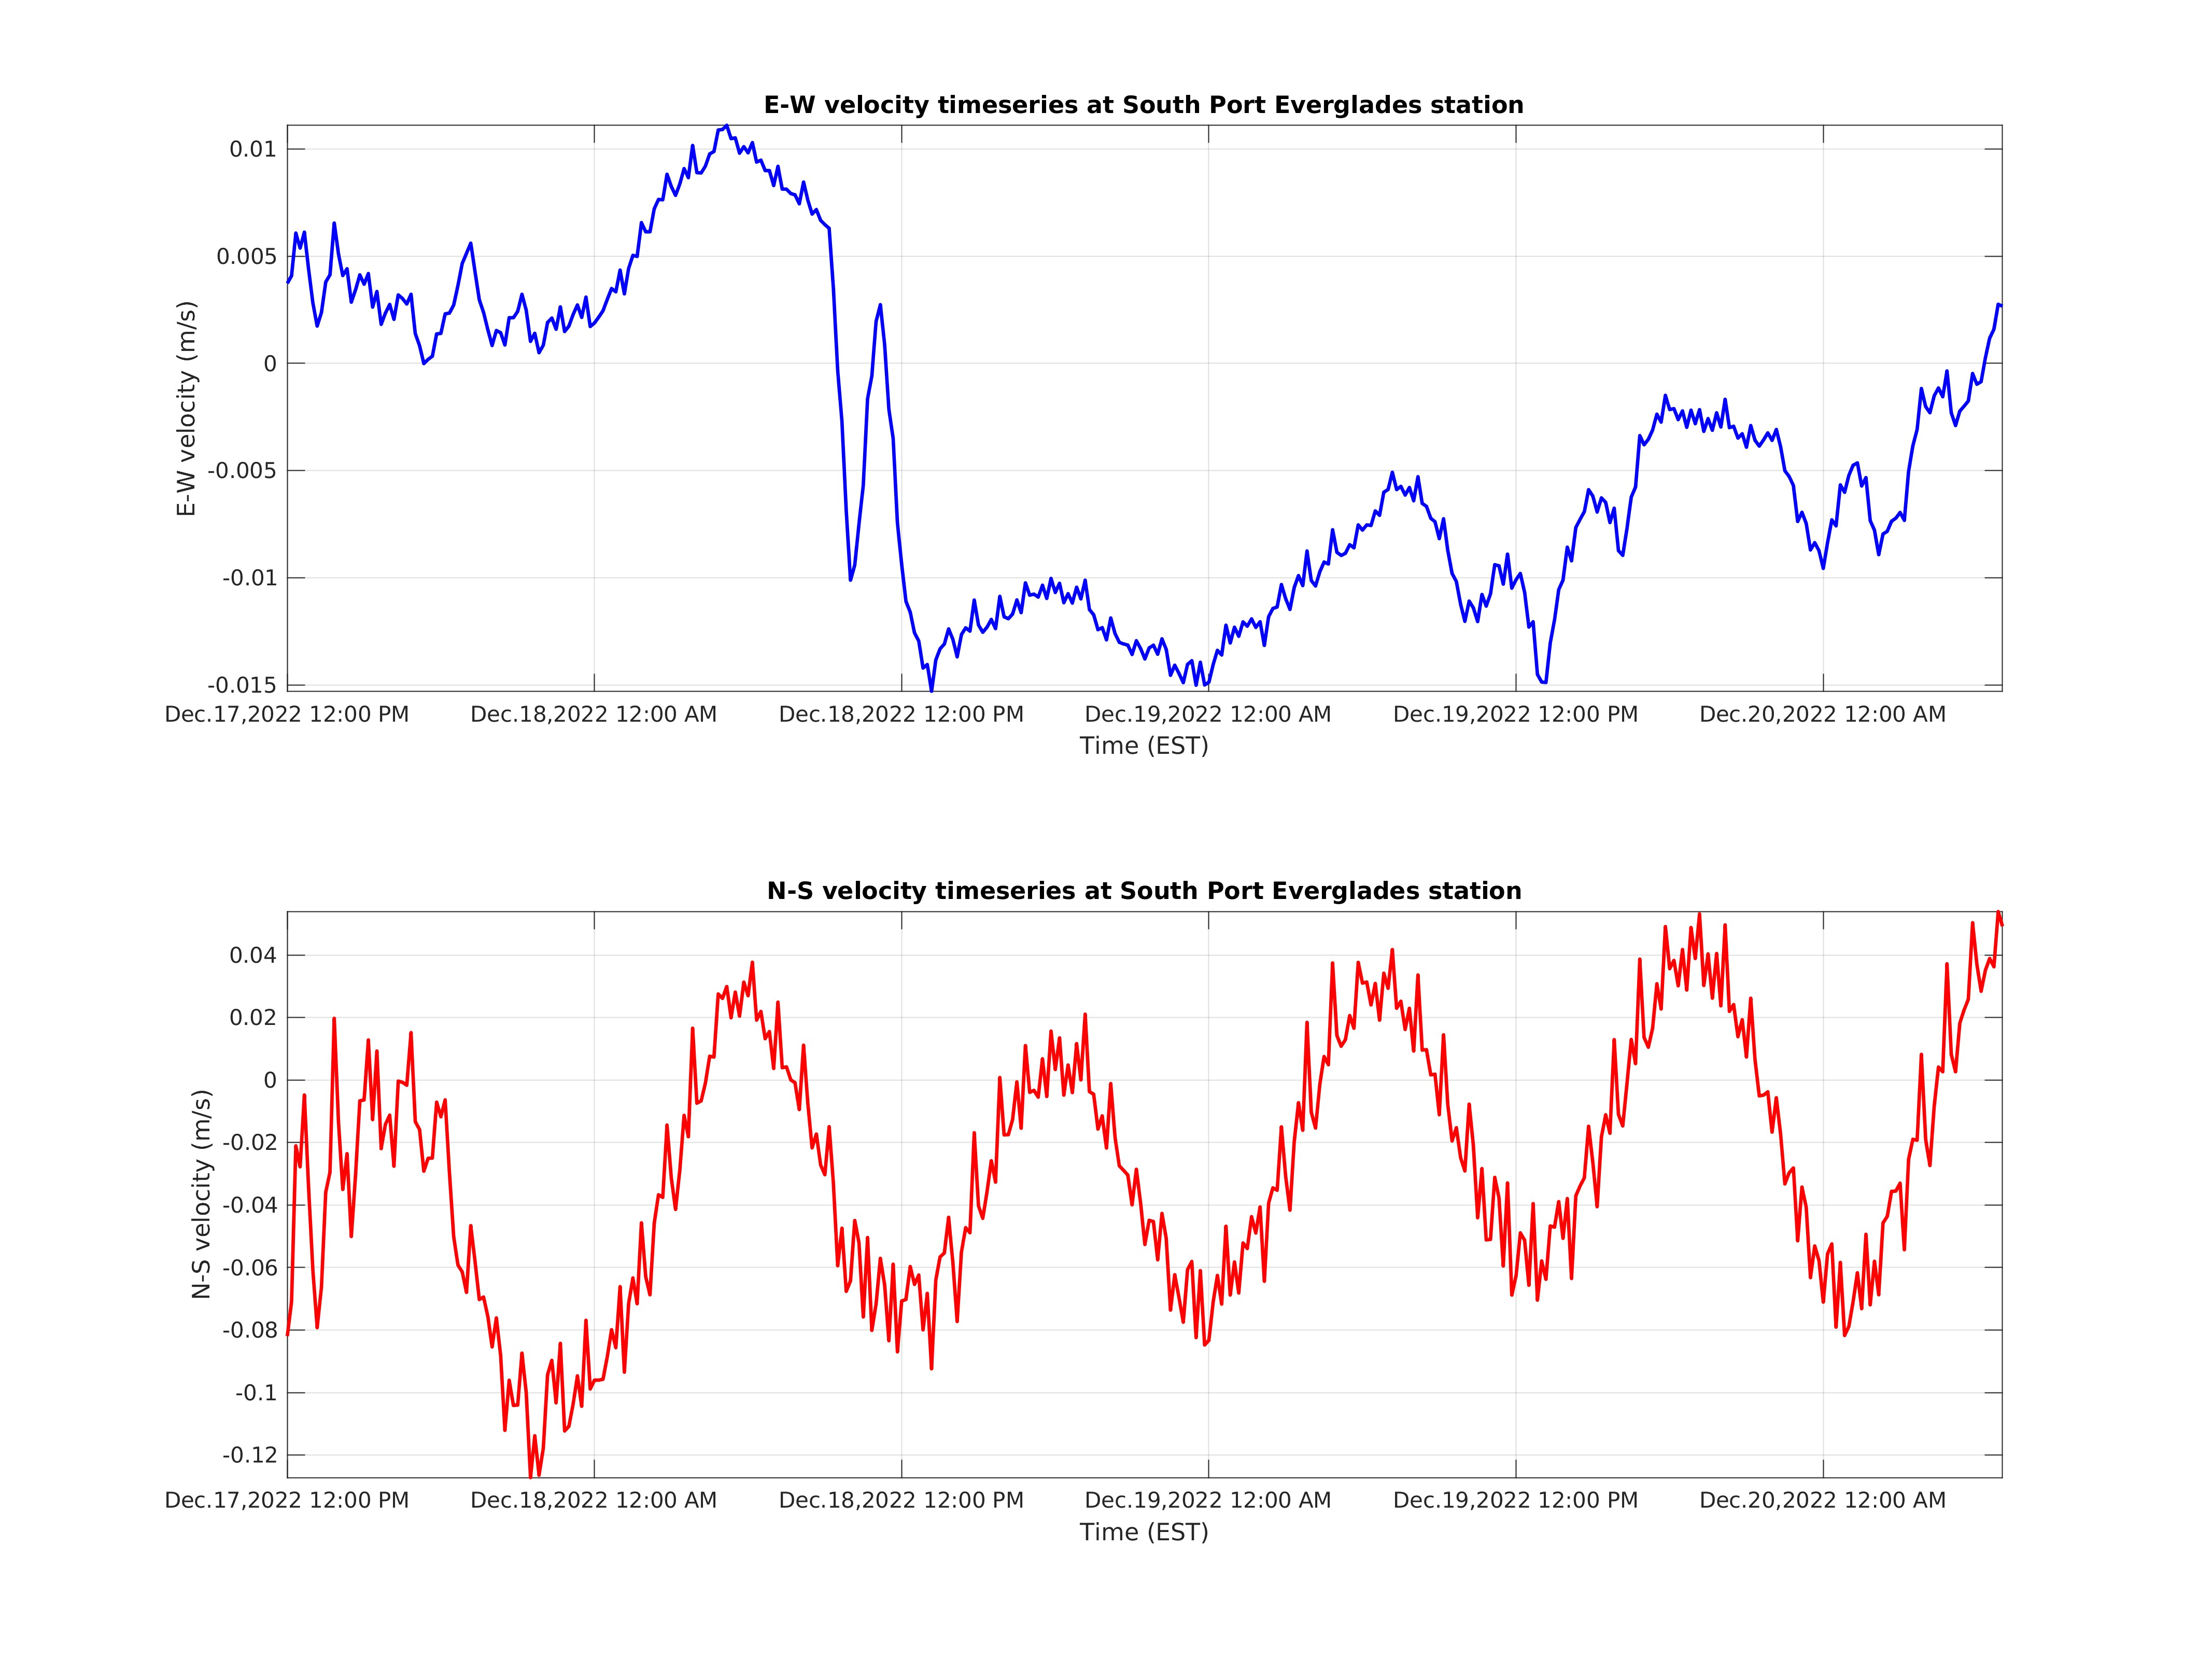 E-W velocity timeseries at South Port Everglades station
0.01
0.005
0
-0.005
-0.01
-0.015
E-W velocity (m/s)
Dec.17,2022 12:00 PM Dec.18,2022 12:00 AM Dec.18,2022 12:00 PM Dec.19,2022 12:00 AM Dec.19,2022 12:00 PM Dec.20,2022 12:00 AM
Time (EST)
N-S velocity timeseries at South Port Everglades station
0.04
0.02
0
-0.02
-0.04
-0.06
-0.08
-0.1
-0.12
N-S velocity (m/s)
Dec.17,2022 12:00 PM Dec.18,2022 12:00 AM Dec.18,2022 12:00 PM Dec.19,2022 12:00 AM Dec.19,2022 12:00 PM Dec.20,2022 12:00 AM
Time (EST)